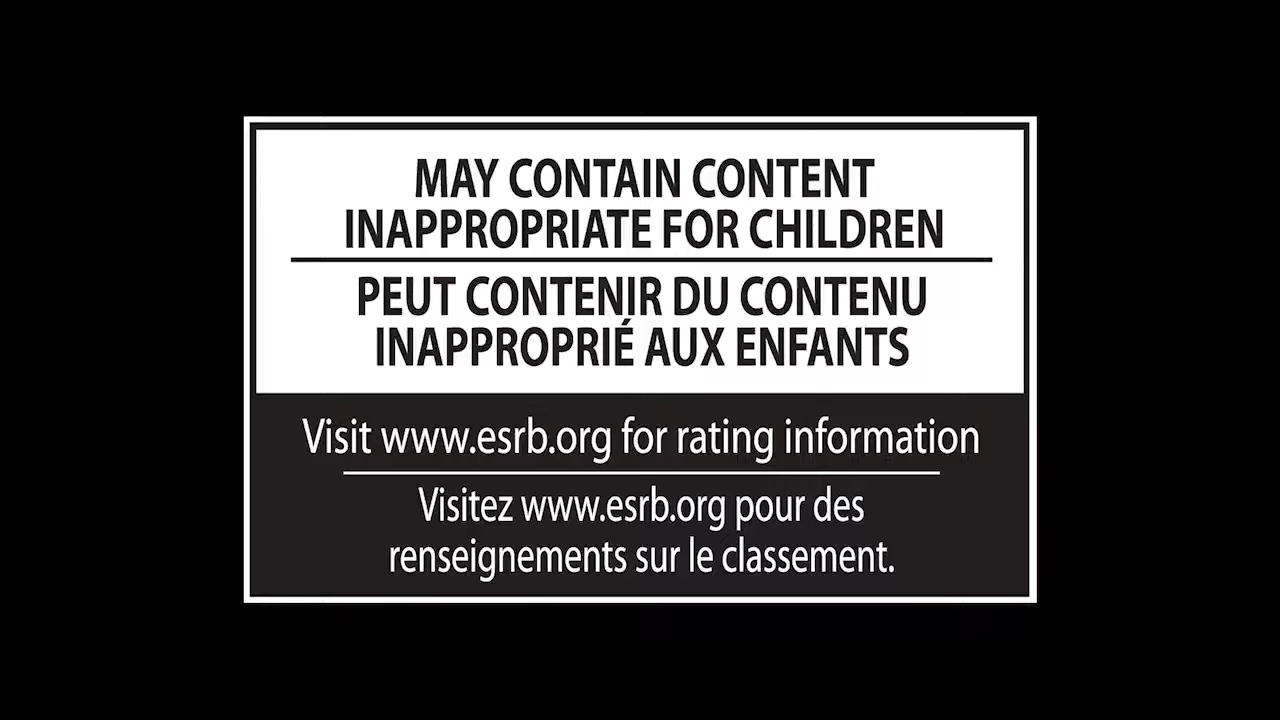 MAY CONTAIN CONTENT
INAPPROPRIATE FOR CHILDREN
PEUT CONTENIR DU CONTENU
INAPPROPRIÉ AUX ENFANTS
Visit www.esrb.org for rating information
Visitez www.esrb.org pour des
renseignements sur le classement.